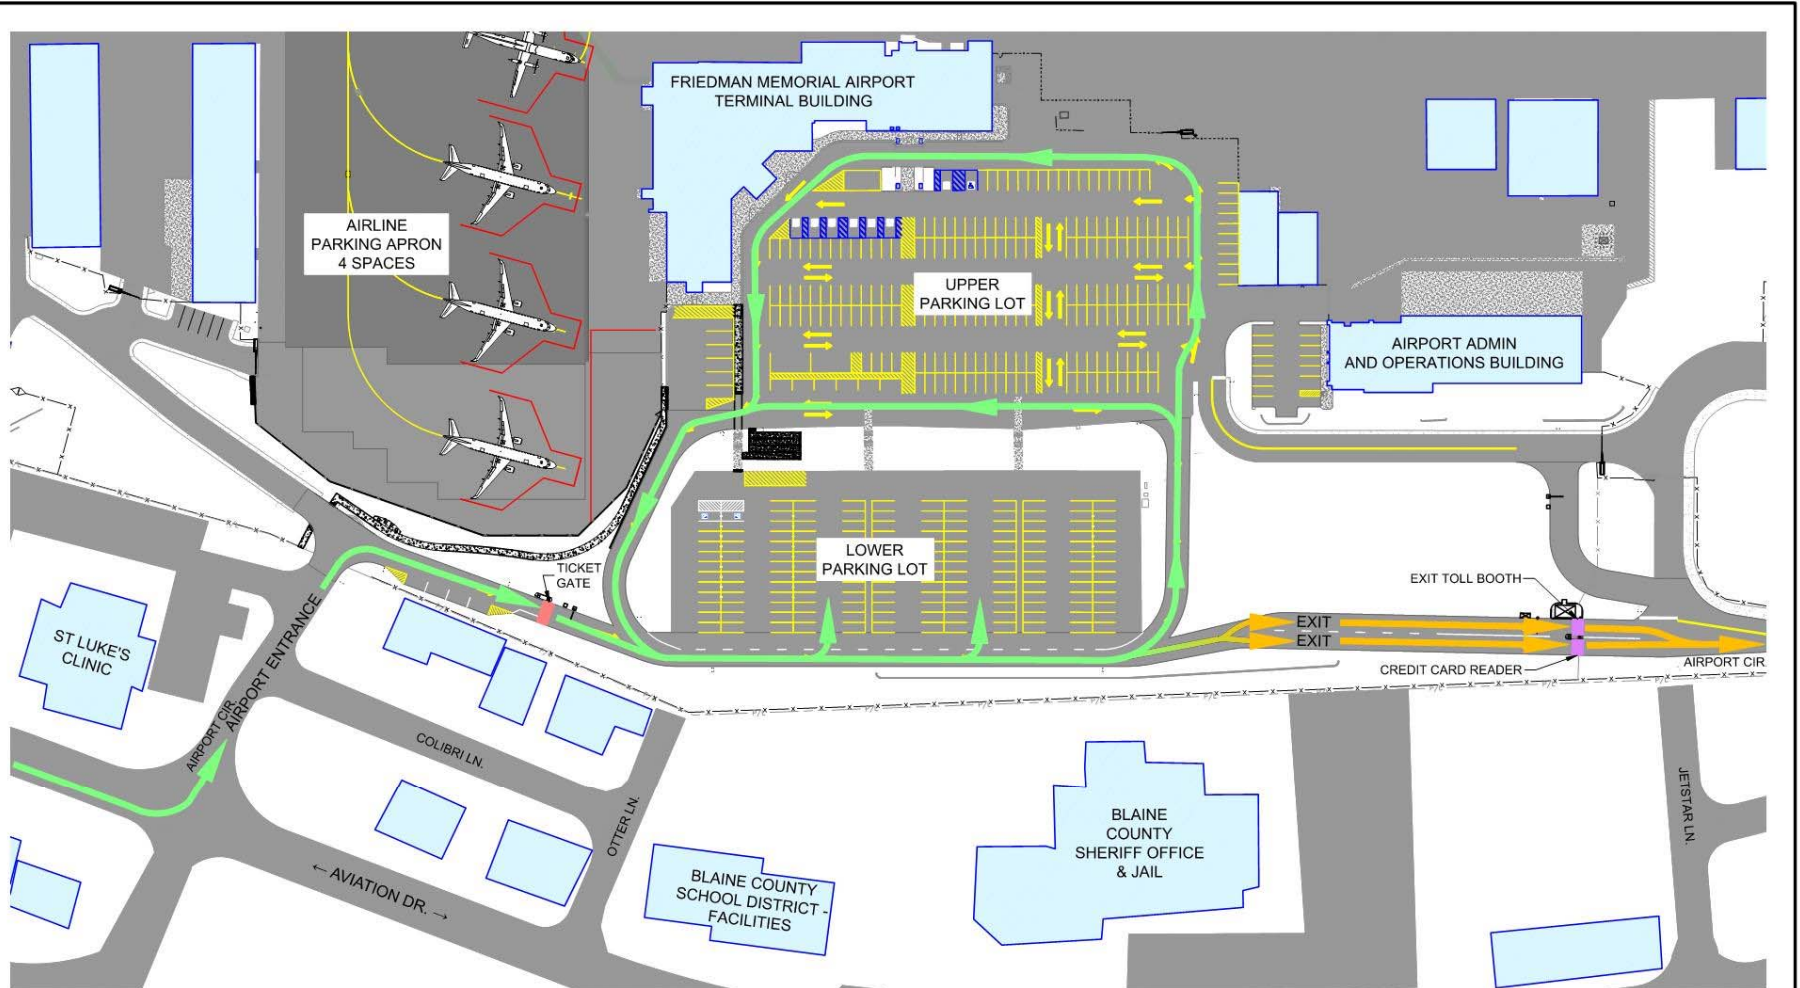 FRIEDMAN MEMORIAL AIRPORT
TERMINAL BUILDING
AIRLINE
PARKING APRON
4 SPACES
UPPER
PARKING LOT
AIRPORT ADMIN
AND OPERATIONS BUILDING
LOWER
PARKING LOT
TICKET
GATE
EXIT TOLL BOOTH
EXIT
EXIT
CREDIT CARD READER
AIRPORT CIR.
ST LUKE'S
CLINIC
AIRPORT ENTRANCE
AIRPORT CIR.
COLIBRI LN.
OTTER LN.
← AVIATION DR. →
BLAINE COUNTY
SCHOOL DISTRICT -
FACILITIES
BLAINE
COUNTY
SHERIFF OFFICE
& JAIL
JETSTAR LN.